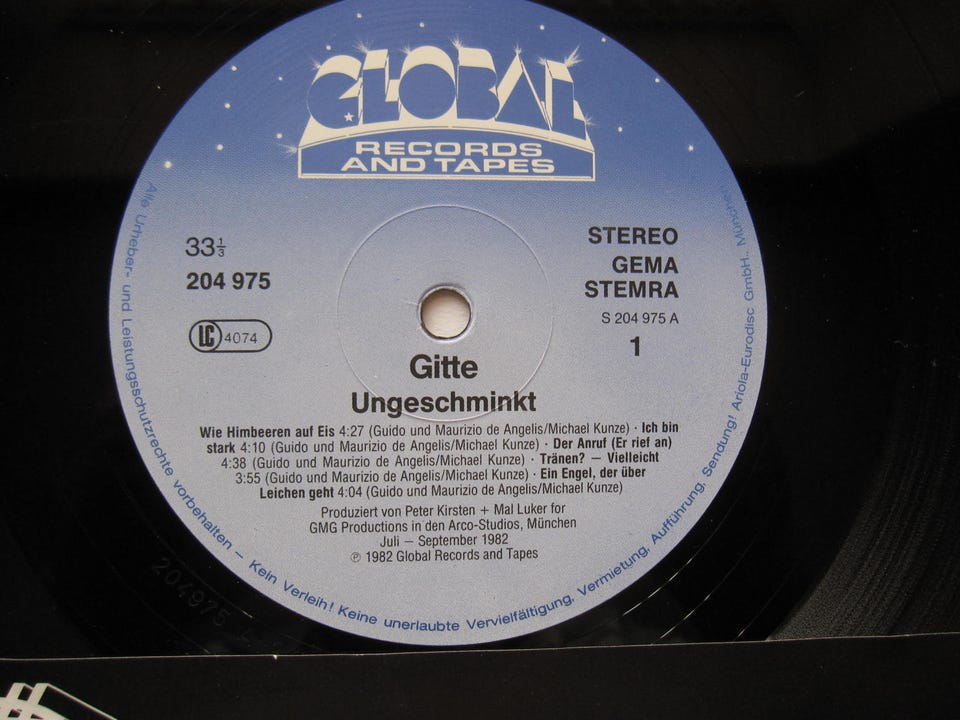 GLOBAL
RECORDS
AND TAPES
33⅓
204 975
LC 4074
STEREO
GEMA
STEMRA
S 204 975 A
1
Gitte
Ungeschminkt
Wie Himbeeren auf Eis 4:27 (Guido und Maurizio de Angelis/Michael Kunze) · Ich bin
stark 4:10 (Guido und Maurizio de Angelis/Michael Kunze) · Der Anruf (Er rief an)
4:38 (Guido und Maurizio de Angelis/Michael Kunze) · Tränen? — Vielleicht
3:55 (Guido und Maurizio de Angelis/Michael Kunze) · Ein Engel, der über
Leichen geht 4:04 (Guido und Maurizio de Angelis/Michael Kunze)
Produziert von Peter Kirsten + Mal Luker für
GMG Productions in den Arco-Studios, München
Juli — September 1982
℗ 1982 Global Records and Tapes
Alle Urheber- und Leistungsschutzrechte vorbehalten – Kein Verleih! Keine unerlaubte Vervielfältigung, Vermietung, Aufführung, Sendung! Ariola-Eurodisc GmbH., München
204975